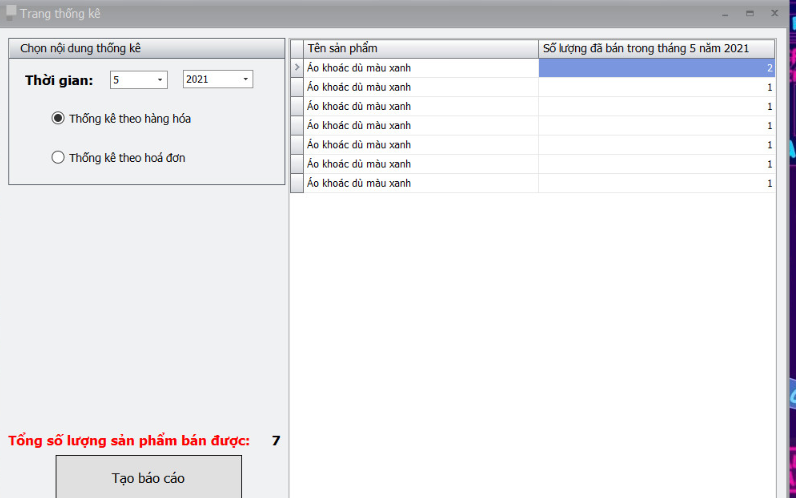 Trang thống kê
Chọn nội dung thống kê
Thời gian: 5 2021
Thống kê theo hàng hóa
Thống kê theo hoá đơn
Tên sản phẩm Số lượng đã bán trong tháng 5 năm 2021
Áo khoác dù màu xanh 2
Áo khoác dù màu xanh 1
Áo khoác dù màu xanh 1
Áo khoác dù màu xanh 1
Áo khoác dù màu xanh 1
Áo khoác dù màu xanh 1
Áo khoác dù màu xanh 1
Tổng số lượng sản phẩm bán được: 7
Tạo báo cáo